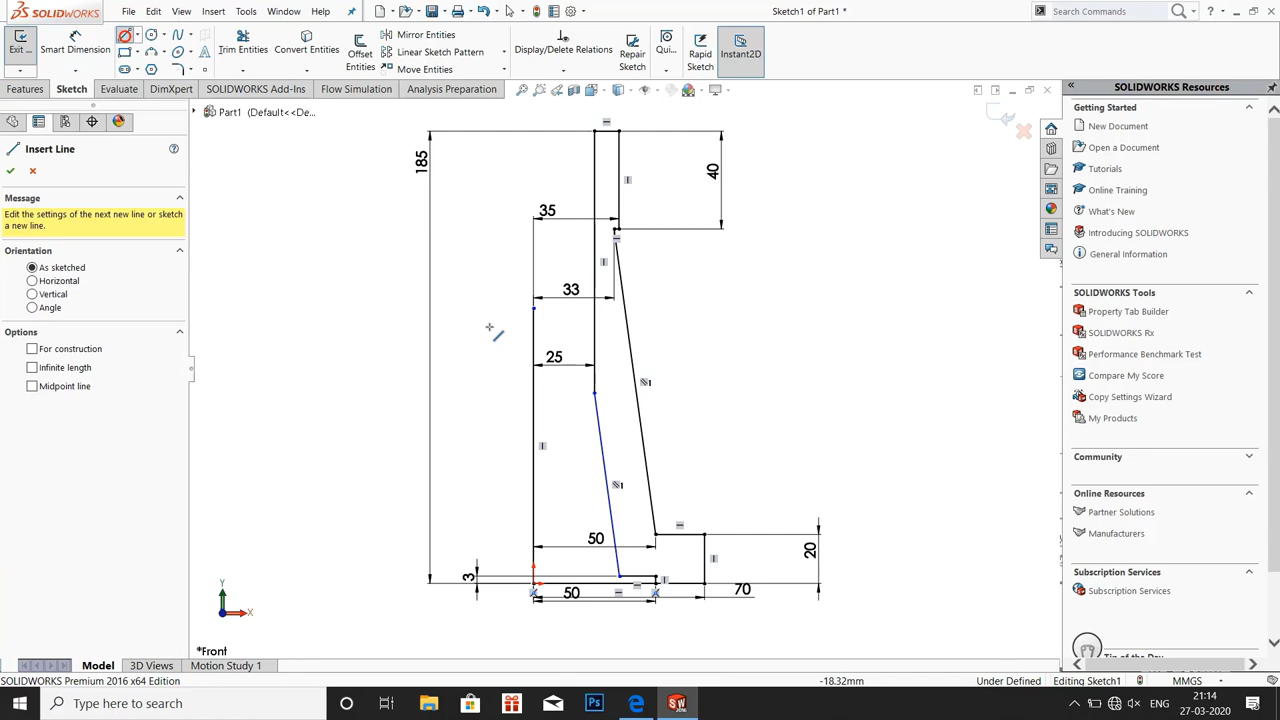 SOLIDWORKS
File Edit View Insert Tools Window Help
Sketch1 of Part1 *
Search Commands
Exit ...
Smart Dimension
Trim Entities
Convert Entities
Offset Entities
Mirror Entities
Linear Sketch Pattern
Move Entities
Display/Delete Relations
Repair Sketch
Qui...
Rapid Sketch
Instant2D
Features Sketch Evaluate DimXpert SOLIDWORKS Add-Ins Flow Simulation Analysis Preparation
Part1 (Default<<De...
Insert Line
Message
Edit the settings of the next new line or sketch
a new line.
Orientation
As sketched
Horizontal
Vertical
Angle
Options
For construction
Infinite length
Midpoint line
185
40
35
33
25
50
20
3
50
70
1
1
Y
X
*Front
SOLIDWORKS Resources
Getting Started
New Document
Open a Document
Tutorials
Online Training
What's New
Introducing SOLIDWORKS
General Information
SOLIDWORKS Tools
Property Tab Builder
SOLIDWORKS Rx
Performance Benchmark Test
Compare My Score
Copy Settings Wizard
My Products
Community
Online Resources
Partner Solutions
Manufacturers
Subscription Services
Subscription Services
Tip of the Day
Model 3D Views Motion Study 1
SOLIDWORKS Premium 2016 x64 Edition
-18.32mm
Under Defined
Editing Sketch1
MMGS
Type here to search
ENG
21:14
27-03-2020